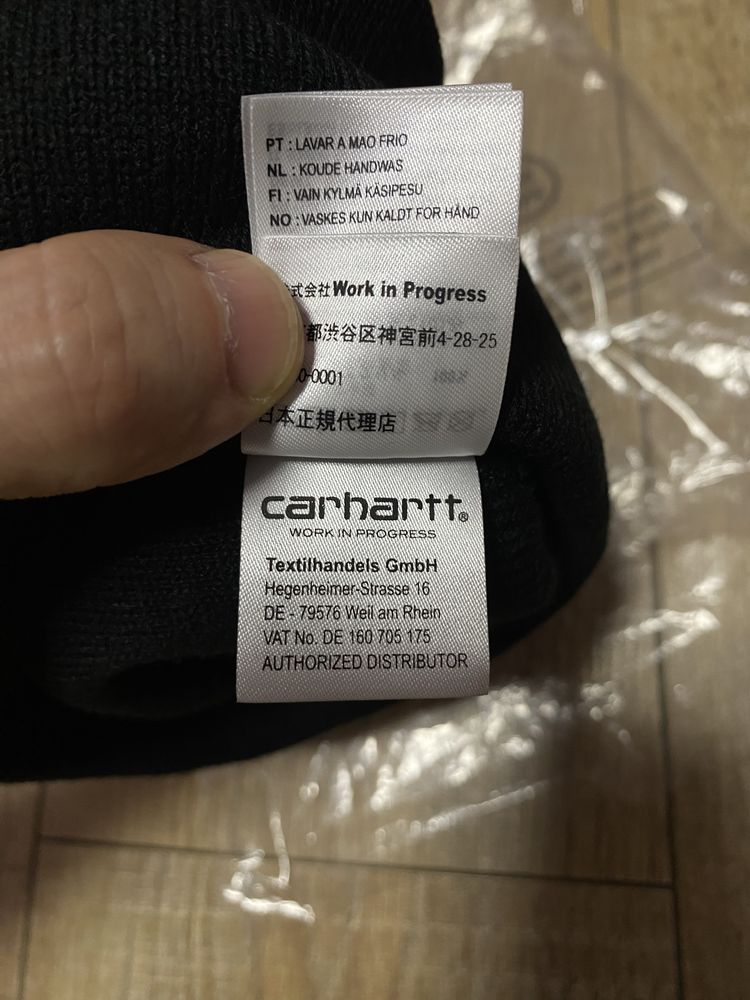 PT : LAVAR A MAO FRIO
NL : KOUDE HANDWAS
FI : VAIN KYLMÄ KÄSIPESU
NO : VASKES KUN KALDT FOR HÅND
式会社Work in Progress
都渋谷区神宮前4-28-25
0-0001
日本正規代理店
carhartt®
WORK IN PROGRESS
Textilhandels GmbH
Hegenheimer-Strasse 16
DE - 79576 Weil am Rhein
VAT No. DE 160 705 175
AUTHORIZED DISTRIBUTOR